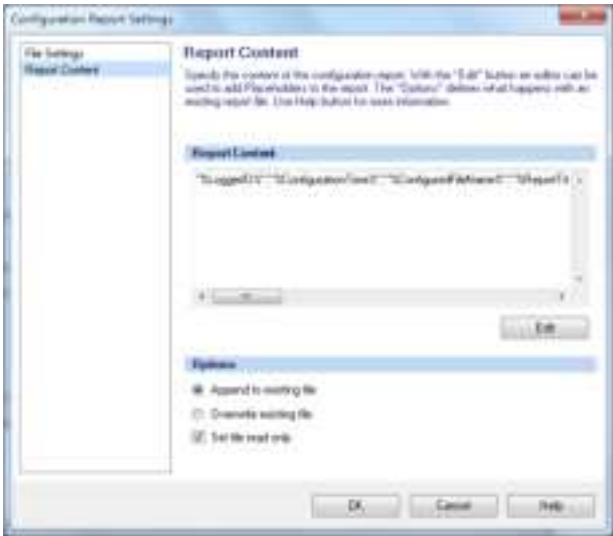 Configuration Report Settings
File Settings
Report Content
Report Content
Specify the content of the configuration report. With the "Edit" button an editor can be
used to add Placeholders to the report. The "Options" defines what happens with an
existing report file. Use Help button for more information.
Report Content
Edit
Options
Append to existing file
Overwrite existing file
Set file read only
OK
Cancel
Help